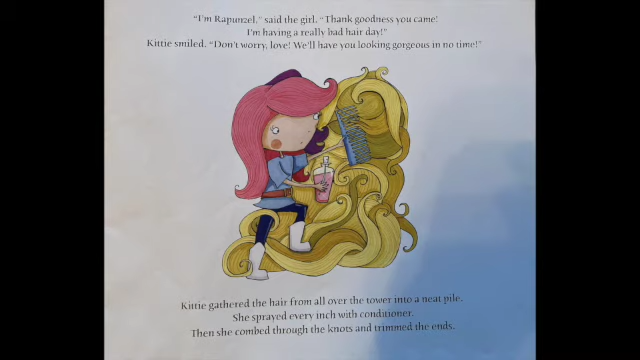 "I'm Rapunzel," said the girl. "Thank goodness you came!
I'm having a really bad hair day!"
Kittie smiled. "Don't worry, love! We'll have you looking gorgeous in no time!"
Kittie gathered the hair from all over the tower into a neat pile.
She sprayed every inch with conditioner.
Then she combed through the knots and trimmed the ends.